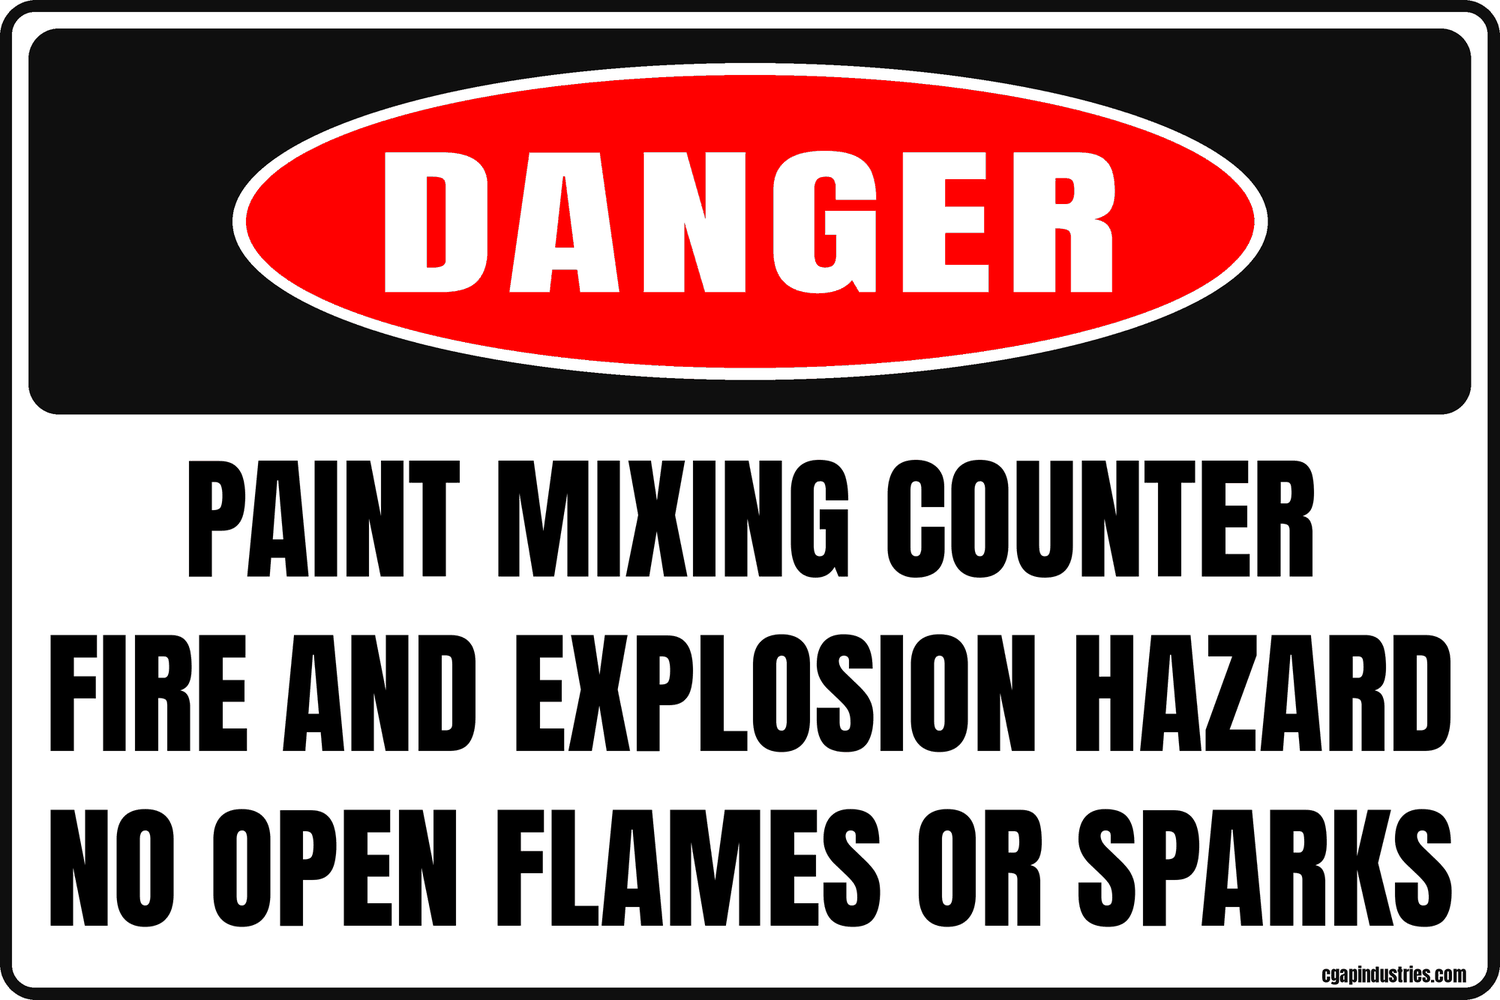 DANGER
PAINT MIXING COUNTER
FIRE AND EXPLOSION HAZARD
NO OPEN FLAMES OR SPARKS
cgapindustries.com